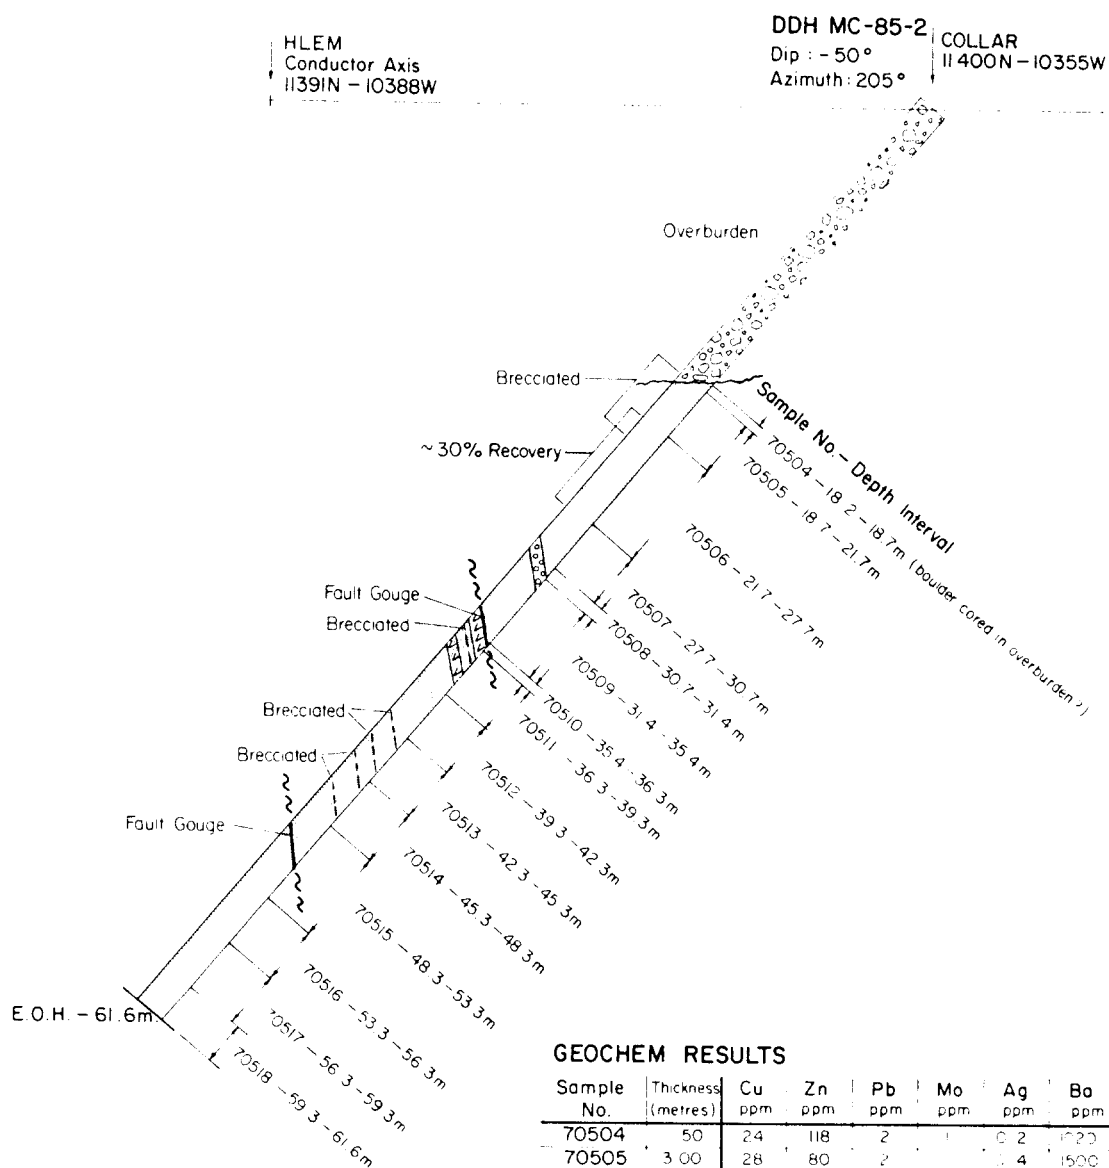 DDH MC-85-2
Dip : -50°
Azimuth: 205°
COLLAR
11400N - 10355W
HLEM
Conductor Axis
11391N - 10388W
Overburden
Brecciated
~30% Recovery
Sample No. - Depth Interval
70504 - 18.2 - 18.7m (boulder cored in overburden?)
70505 - 18.7 - 21.7m
70506 - 21.7 - 27.7m
70507 - 27.7 - 30.7m
70508 - 30.7 - 31.4m
70509 - 31.4 - 35.4m
70510 - 35.4 - 36.3m
70511 - 36.3 - 39.3m
70512 - 39.3 - 42.3m
70513 - 42.3 - 45.3m
70514 - 45.3 - 48.3m
70515 - 48.3 - 53.3m
70516 - 53.3 - 56.3m
70517 - 56.3 - 59.3m
70518 - 59.3 - 61.6m
Fault Gouge
Brecciated
Brecciated
Brecciated
Fault Gouge
E.O.H. - 61.6m.
GEOCHEM RESULTS
Sample No. Thickness (metres) Cu ppm Zn ppm Pb ppm Mo ppm Ag ppm Ba ppm
70504 .50 24 118 2 1 0.2
70505 3.00 28 80 2 .4 1500